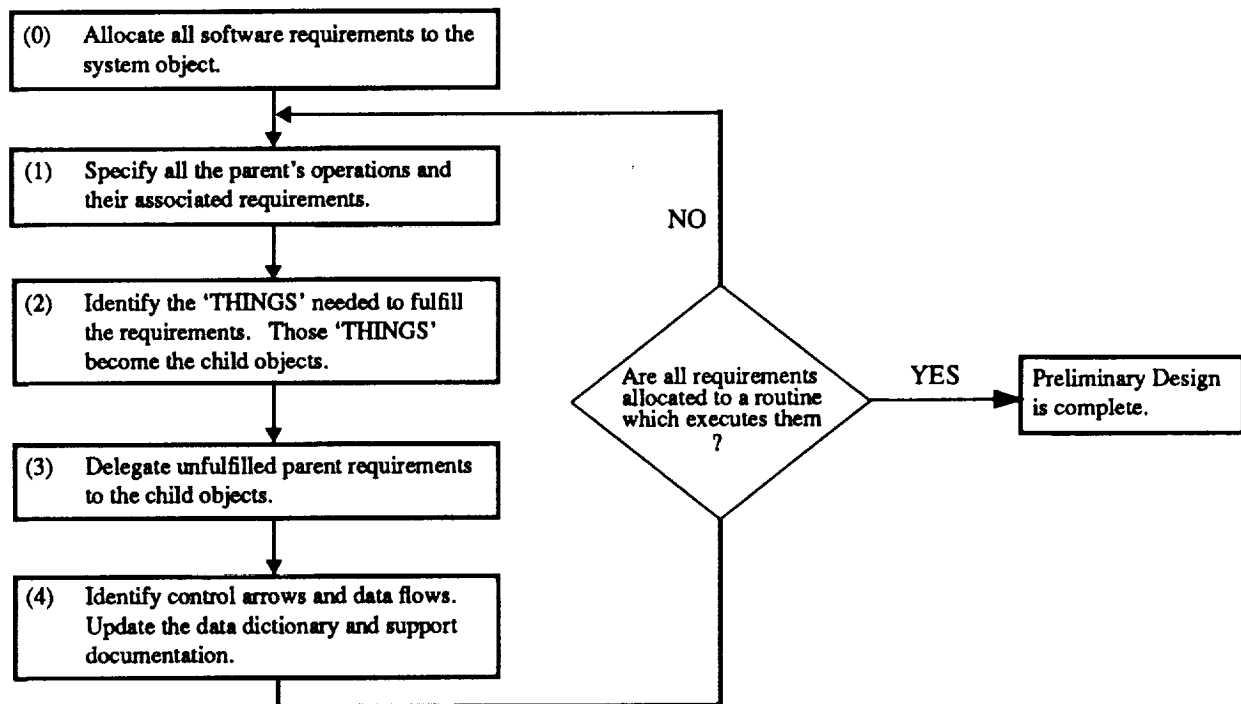 (0) Allocate all software requirements to the
system object.
(1) Specify all the parent's operations and
their associated requirements.
(2) Identify the 'THINGS' needed to fulfill
the requirements. Those 'THINGS'
become the child objects.
(3) Delegate unfulfilled parent requirements
to the child objects.
(4) Identify control arrows and data flows.
Update the data dictionary and support
documentation.
NO
Are all requirements
allocated to a routine
which executes them
?
YES
Preliminary Design
is complete.